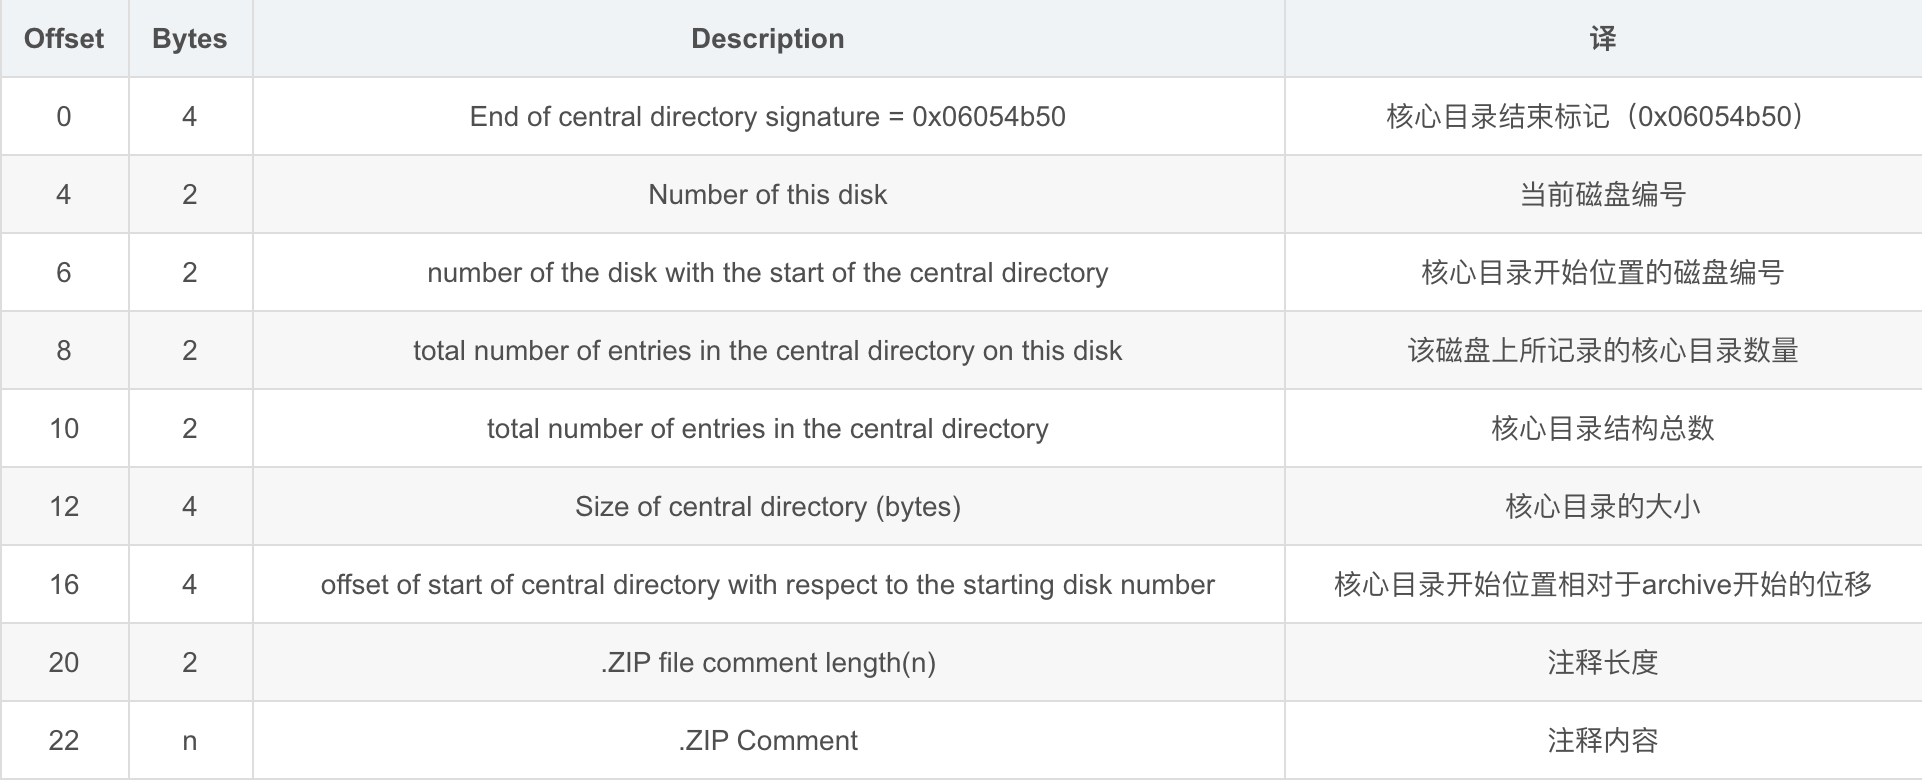 Offset Bytes Description 译
0 4 End of central directory signature = 0x06054b50 核心目录结束标记（0x06054b50）
4 2 Number of this disk 当前磁盘编号
6 2 number of the disk with the start of the central directory 核心目录开始位置的磁盘编号
8 2 total number of entries in the central directory on this disk 该磁盘上所记录的核心目录数量
10 2 total number of entries in the central directory 核心目录结构总数
12 4 Size of central directory (bytes) 核心目录的大小
16 4 offset of start of central directory with respect to the starting disk number 核心目录开始位置相对于archive开始的位移
20 2 .ZIP file comment length(n) 注释长度
22 n .ZIP Comment 注释内容